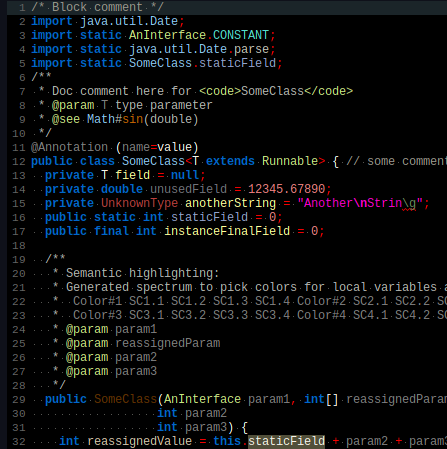 1 /* Block comment */
2 import java.util.Date;
3 import static AnInterface.CONSTANT;
4 import static java.util.Date.parse;
5 import static SomeClass.staticField;
6 /**
7  * Doc comment here for <code>SomeClass</code>
8  * @param T type parameter
9  * @see Math#sin(double)
10  */
11 @Annotation (name=value)
12 public class SomeClass<T extends Runnable> { // some comment
13   private T field = null;
14   private double unusedField = 12345.67890;
15   private UnknownType anotherString = "Another\nStrin\g";
16   public static int staticField = 0;
17   public final int instanceFinalField = 0;
18
19   /**
20    * Semantic highlighting:
21    * Generated spectrum to pick colors for local variables a
22    *  Color#1 SC1.1 SC1.2 SC1.3 SC1.4 Color#2 SC2.1 SC2.2 SC
23    *  Color#3 SC3.1 SC3.2 SC3.3 SC3.4 Color#4 SC4.1 SC4.2 SC
24    * @param param1
25    * @param reassignedParam
26    * @param param2
27    * @param param3
28    */
29   public SomeClass(AnInterface param1, int[] reassignedParam
30                   int param2
31                   int param3) {
32     int reassignedValue = this.staticField + param2 + param3